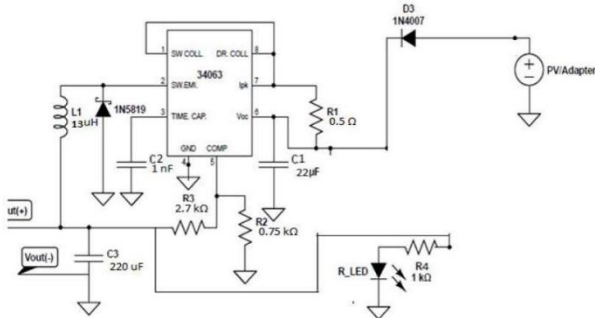 D3
1N4007
PV/Adapter
1 SW COLL. DR. COLL 8
34063
2 SW.EMI. Ipk 7
3 TIME. CAP. Vcc 6
GND COMP
4 5
L1
13uH
1N5819
R1
0.5 Ω
C2
1 nF
C1
22µF
R3
2.7 kΩ
R2
0.75 kΩ
ut(+)
Vout(-)
C3
220 uF
R_LED
R4
1 kΩ